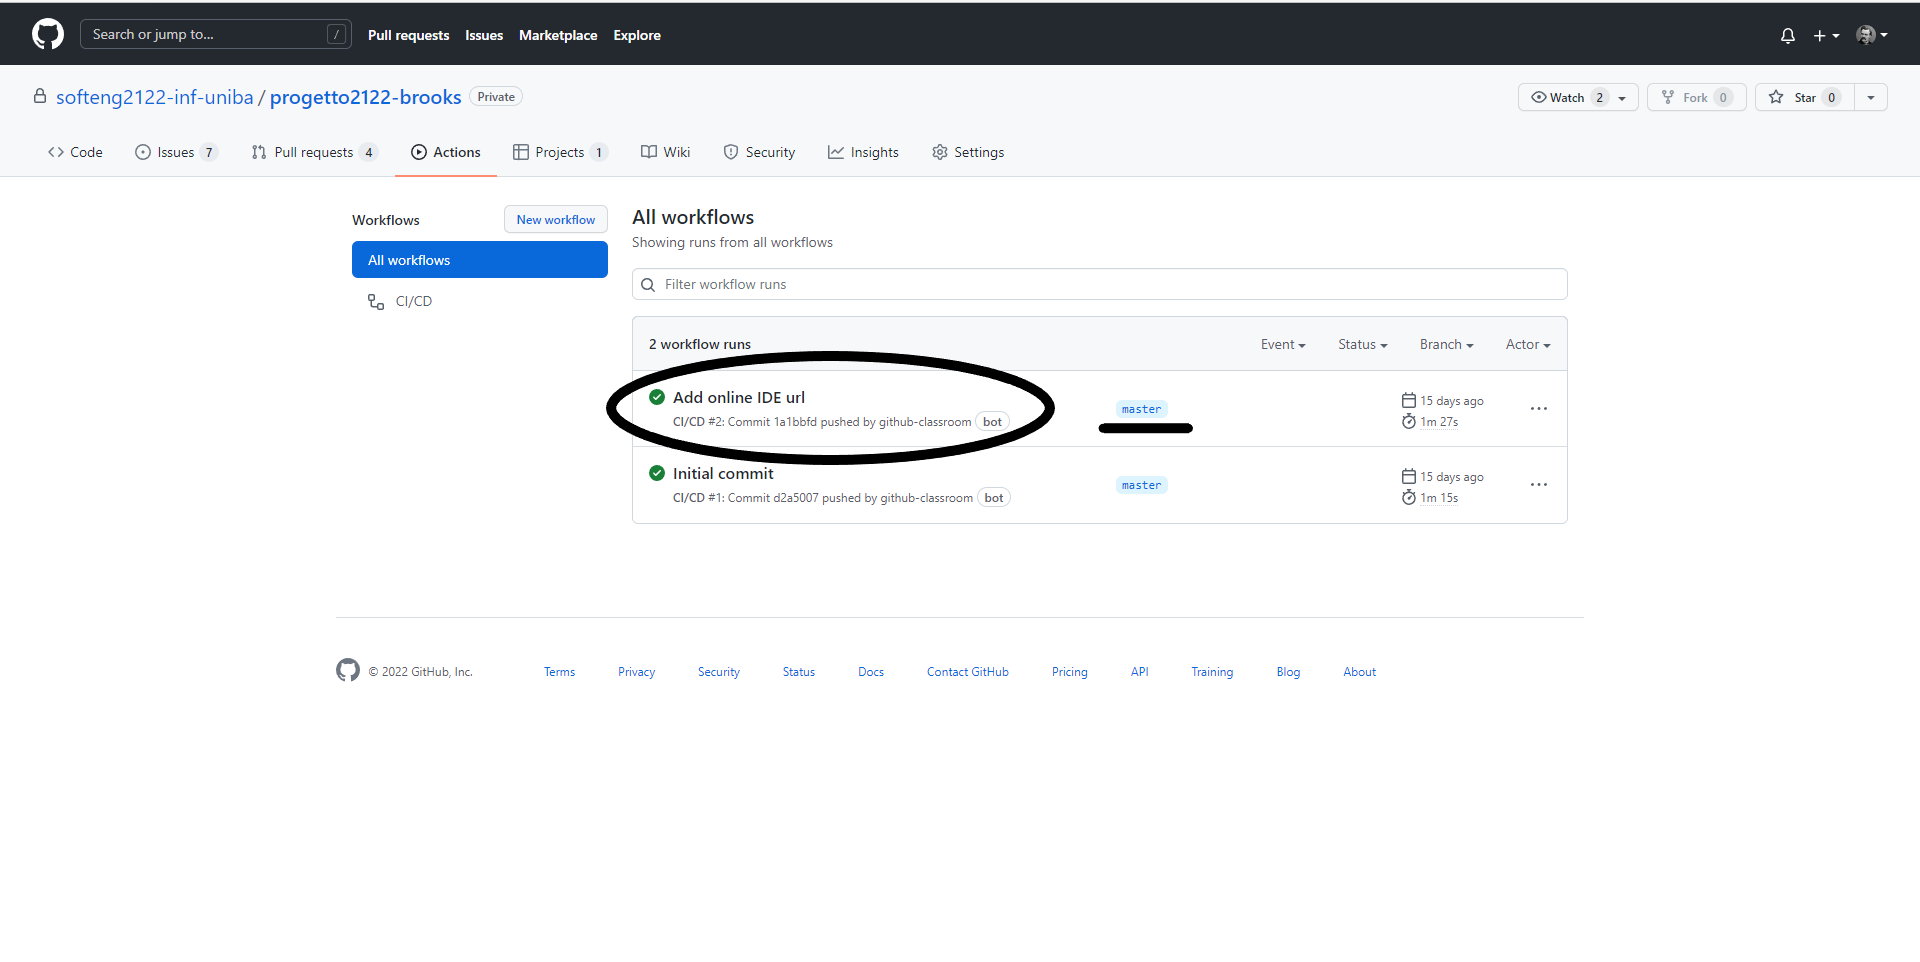 Search or jump to... /
Pull requests Issues Marketplace Explore
softeng2122-inf-uniba / progetto2122-brooks Private
Watch 2 Fork 0 Star 0
Code Issues 7 Pull requests 4 Actions Projects 1 Wiki Security Insights Settings
Workflows New workflow
All workflows
CI/CD
All workflows
Showing runs from all workflows
Filter workflow runs
2 workflow runs Event Status Branch Actor
Add online IDE url
CI/CD #2: Commit 1a1bbfd pushed by github-classroom bot
master
15 days ago
1m 27s
Initial commit
CI/CD #1: Commit d2a5007 pushed by github-classroom bot
master
15 days ago
1m 15s
© 2022 GitHub, Inc. Terms Privacy Security Status Docs Contact GitHub Pricing API Training Blog About